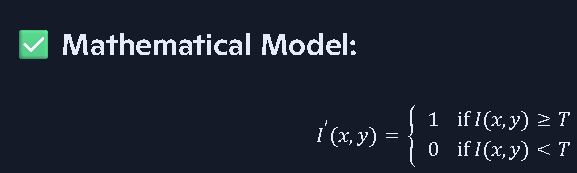 ✅ Mathematical Model:
I′(x,y) = { 1 if I(x,y) ≥ T
0 if I(x,y) < T